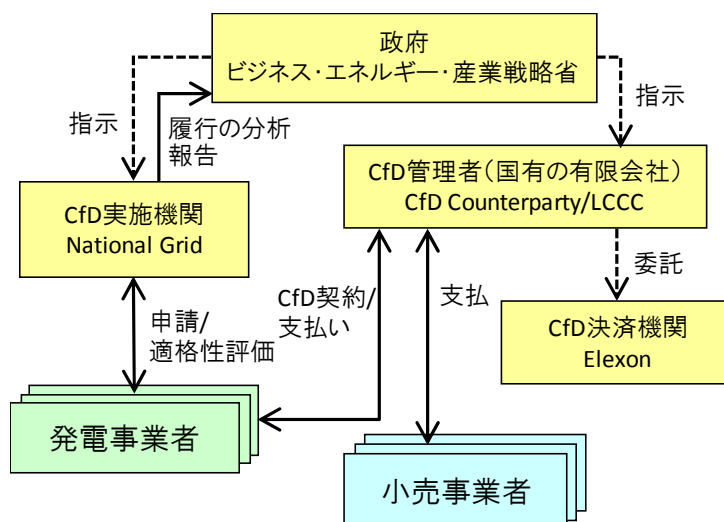 政府
ビジネス・エネルギー・産業戦略省
指示
履行の分析
報告
指示
CfD管理者(国有の有限会社)
CfD Counterparty/LCCC
CfD実施機関
National Grid
委託
申請/
適格性評価
CfD契約/
支払い
支払
CfD決済機関
Elexon
発電事業者
小売事業者